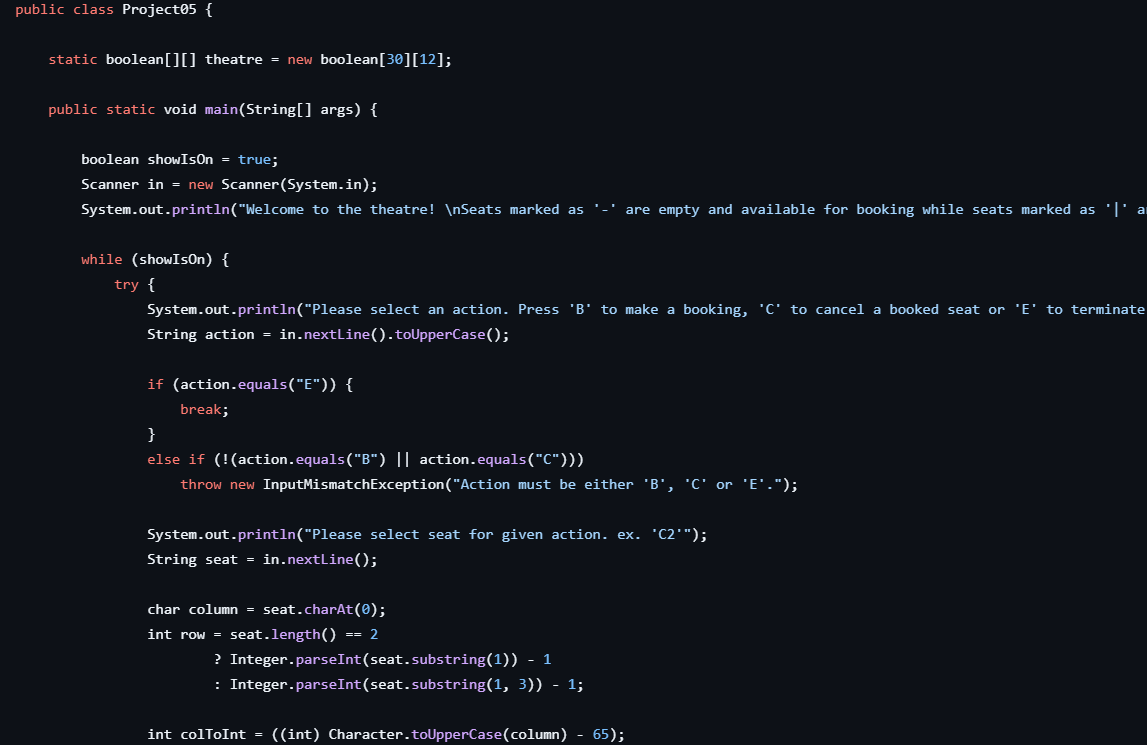 public class Project05 {
static boolean[][] theatre = new boolean[30][12];
public static void main(String[] args) {
boolean showIsOn = true;
Scanner in = new Scanner(System.in);
System.out.println("Welcome to the theatre! \nSeats marked as '-' are empty and available for booking while seats marked as '|'
while (showIsOn) {
try {
System.out.println("Please select an action. Press 'B' to make a booking, 'C' to cancel a booked seat or 'E' to terminate
String action = in.nextLine().toUpperCase();
if (action.equals("E")) {
break;
}
else if (!(action.equals("B") || action.equals("C")))
throw new InputMismatchException("Action must be either 'B', 'C' or 'E'.");
System.out.println("Please select seat for given action. ex. 'C2'");
String seat = in.nextLine();
char column = seat.charAt(0);
int row = seat.length() == 2
? Integer.parseInt(seat.substring(1)) - 1
: Integer.parseInt(seat.substring(1, 3)) - 1;
int colToInt = ((int) Character.toUpperCase(column) - 65);